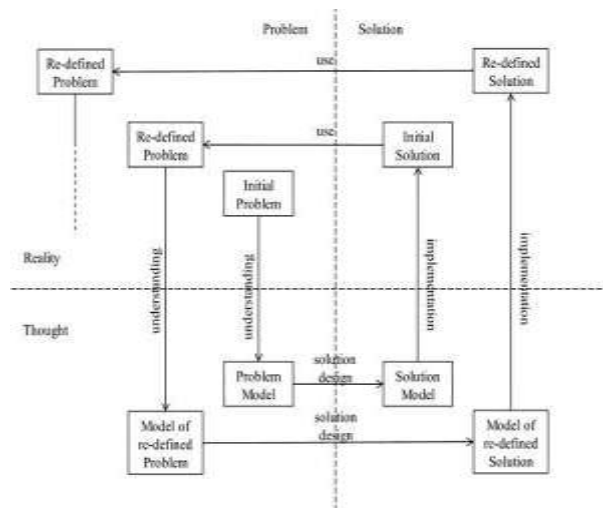 Problem
Solution
Re-defined
Problem
use
Re-defined
Solution
Re-defined
Problem
use
Initial
Solution
Initial
Problem
Reality
understanding
understanding
implementation
implementation
Thought
Problem
Model
solution
design
Solution
Model
Model of
re-defined
Problem
solution
design
Model of
re-defined
Solution